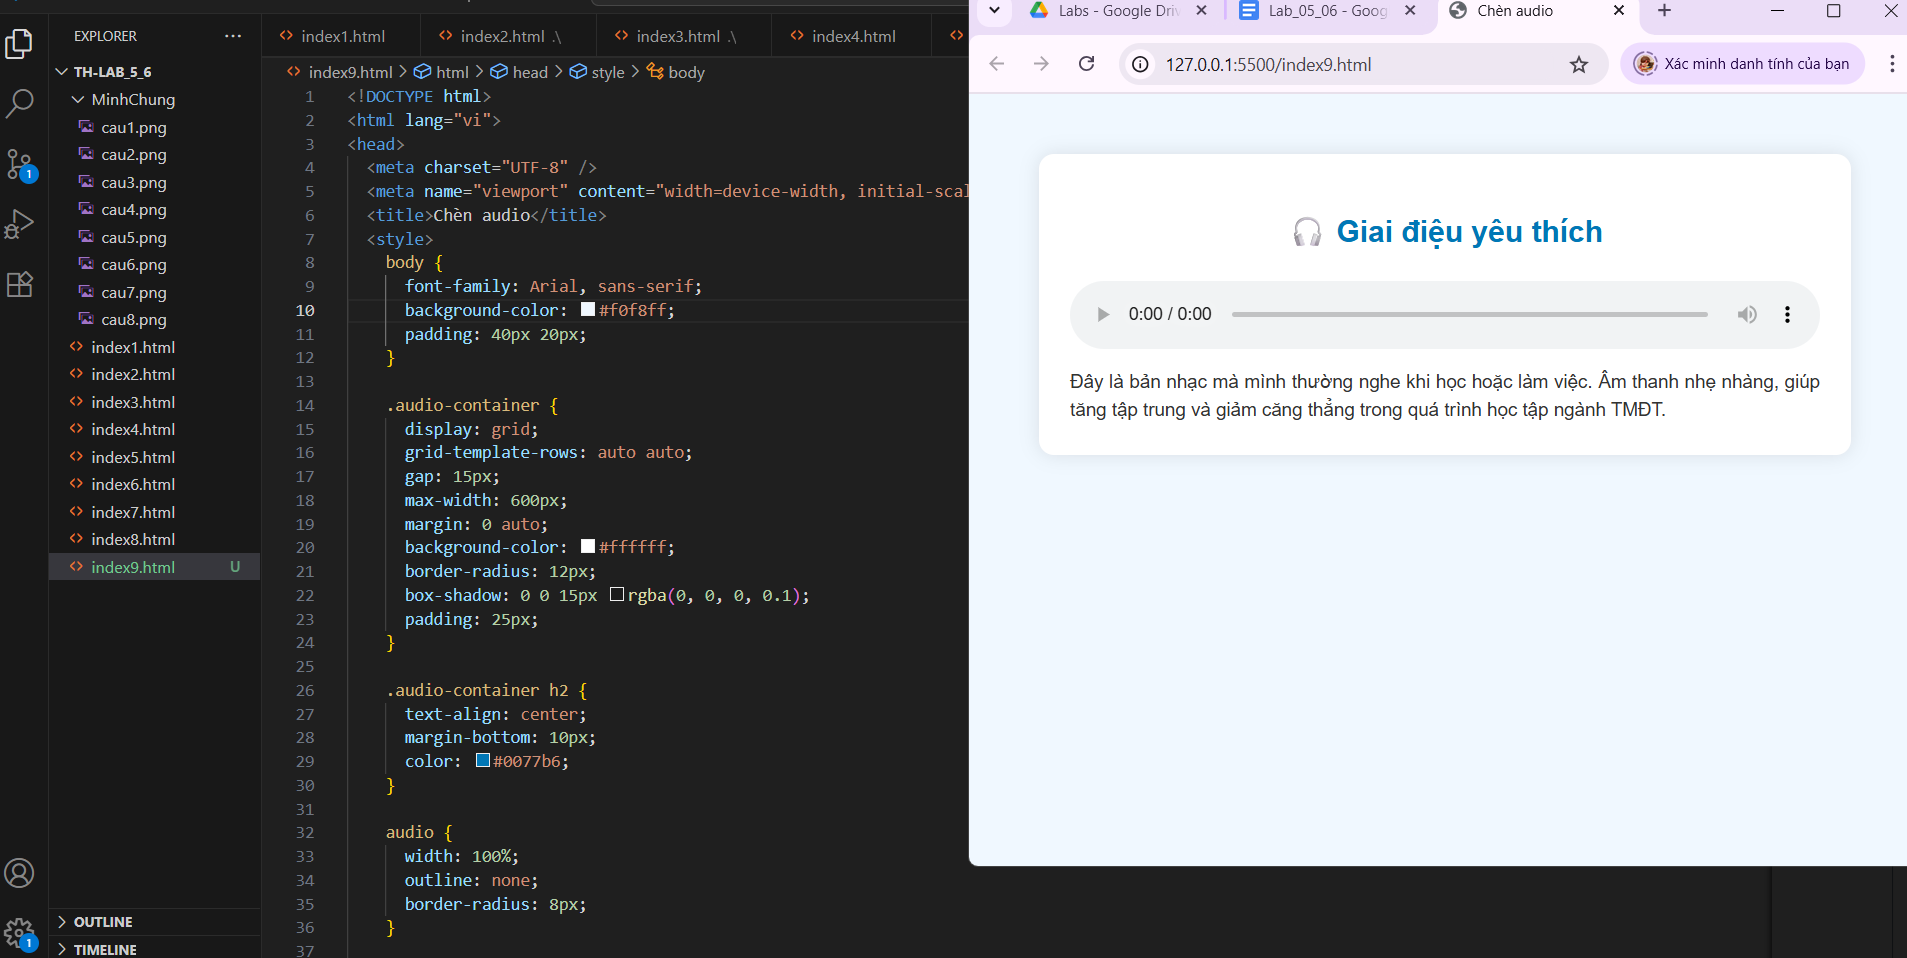 EXPLORER
TH-LAB_5_6
MinhChung
cau1.png
cau2.png
cau3.png
cau4.png
cau5.png
cau6.png
cau7.png
cau8.png
index1.html
index2.html
index3.html
index4.html
index5.html
index6.html
index7.html
index8.html
index9.html U
OUTLINE
TIMELINE
1
1
index1.html index2.html .\ index3.html .\ index4.html
index9.html > html > head > style > body
1 <!DOCTYPE html>
2 <html lang="vi">
3 <head>
4 <meta charset="UTF-8" />
5 <meta name="viewport" content="width=device-width, initial-scal
6 <title>Chèn audio</title>
7 <style>
8 body {
9 font-family: Arial, sans-serif;
10 background-color: #f0f8ff;
11 padding: 40px 20px;
12 }
13
14 .audio-container {
15 display: grid;
16 grid-template-rows: auto auto;
17 gap: 15px;
18 max-width: 600px;
19 margin: 0 auto;
20 background-color: #ffffff;
21 border-radius: 12px;
22 box-shadow: 0 0 15px rgba(0, 0, 0, 0.1);
23 padding: 25px;
24 }
25
26 .audio-container h2 {
27 text-align: center;
28 margin-bottom: 10px;
29 color: #0077b6;
30 }
31
32 audio {
33 width: 100%;
34 outline: none;
35 border-radius: 8px;
36 }
37
Labs - Google Driv Lab_05_06 - Goog Chèn audio
127.0.0.1:5500/index9.html Xác minh danh tính của bạn
🎧 Giai điệu yêu thích
0:00 / 0:00
Đây là bản nhạc mà mình thường nghe khi học hoặc làm việc. Âm thanh nhẹ nhàng, giúp
tăng tập trung và giảm căng thẳng trong quá trình học tập ngành TMĐT.